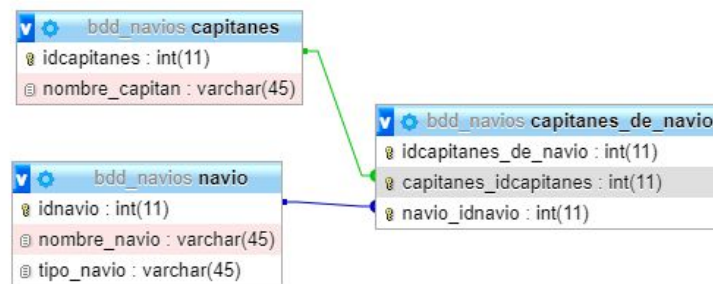 v bdd_navios capitanes
idcapitanes : int(11)
nombre_capitan : varchar(45)
v bdd_navios navio
idnavio : int(11)
nombre_navio : varchar(45)
tipo_navio : varchar(45)
v bdd_navios capitanes_de_navio
idcapitanes_de_navio : int(11)
capitanes_idcapitanes : int(11)
navio_idnavio : int(11)